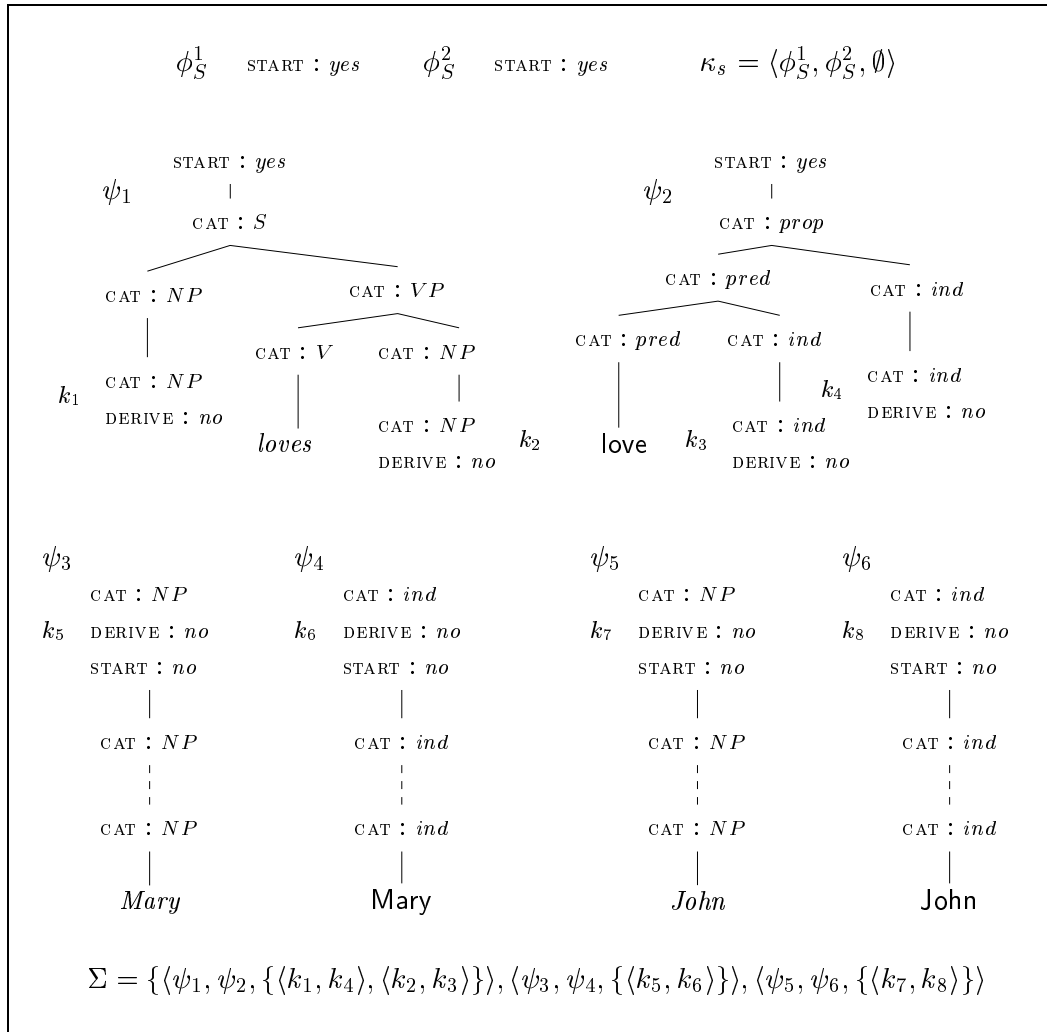 ϕ_S^1 START : yes ϕ_S^2 START : yes κ_s = ⟨ϕ_S^1, ϕ_S^2, ∅⟩
START : yes START : yes
ψ_1 ψ_2
CAT : S CAT : prop
CAT : NP CAT : VP CAT : pred CAT : ind
CAT : V CAT : NP CAT : pred CAT : ind
k_1 CAT : NP k_4 CAT : ind
DERIVE : no DERIVE : no
loves CAT : NP k_2 love k_3 CAT : ind
DERIVE : no DERIVE : no
ψ_3 ψ_4 ψ_5 ψ_6
CAT : NP CAT : ind CAT : NP CAT : ind
k_5 DERIVE : no k_6 DERIVE : no k_7 DERIVE : no k_8 DERIVE : no
START : no START : no START : no START : no
CAT : NP CAT : ind CAT : NP CAT : ind
CAT : NP CAT : ind CAT : NP CAT : ind
Mary Mary John John
Σ = {⟨ψ_1, ψ_2, {⟨k_1, k_4⟩, ⟨k_2, k_3⟩}⟩, ⟨ψ_3, ψ_4, {⟨k_5, k_6⟩}⟩, ⟨ψ_5, ψ_6, {⟨k_7, k_8⟩}⟩